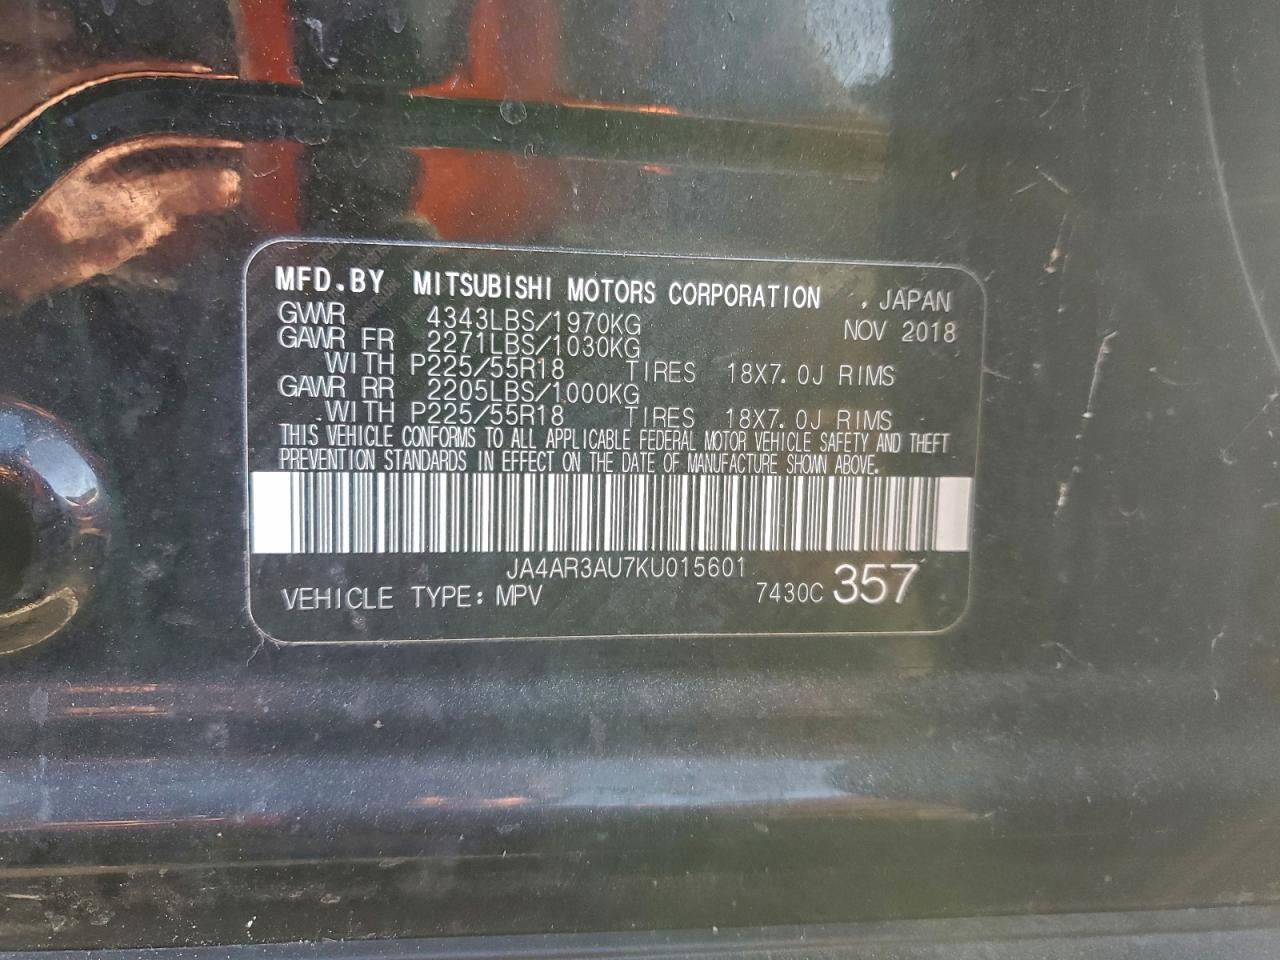 MFD.BY MITSUBISHI MOTORS CORPORATION , JAPAN
GVWR 4343LBS/1970KG NOV 2018
GAWR FR 2271LBS/1030KG
WITH P225/55R18 TIRES 18X7.0J RIMS
GAWR RR 2205LBS/1000KG
WITH P225/55R18 TIRES 18X7.0J RIMS
THIS VEHICLE CONFORMS TO ALL APPLICABLE FEDERAL MOTOR VEHICLE SAFETY AND THEFT
PREVENTION STANDARDS IN EFFECT ON THE DATE OF MANUFACTURE SHOWN ABOVE.
JA4AR3AU7KU015601
VEHICLE TYPE: MPV 7430C 357